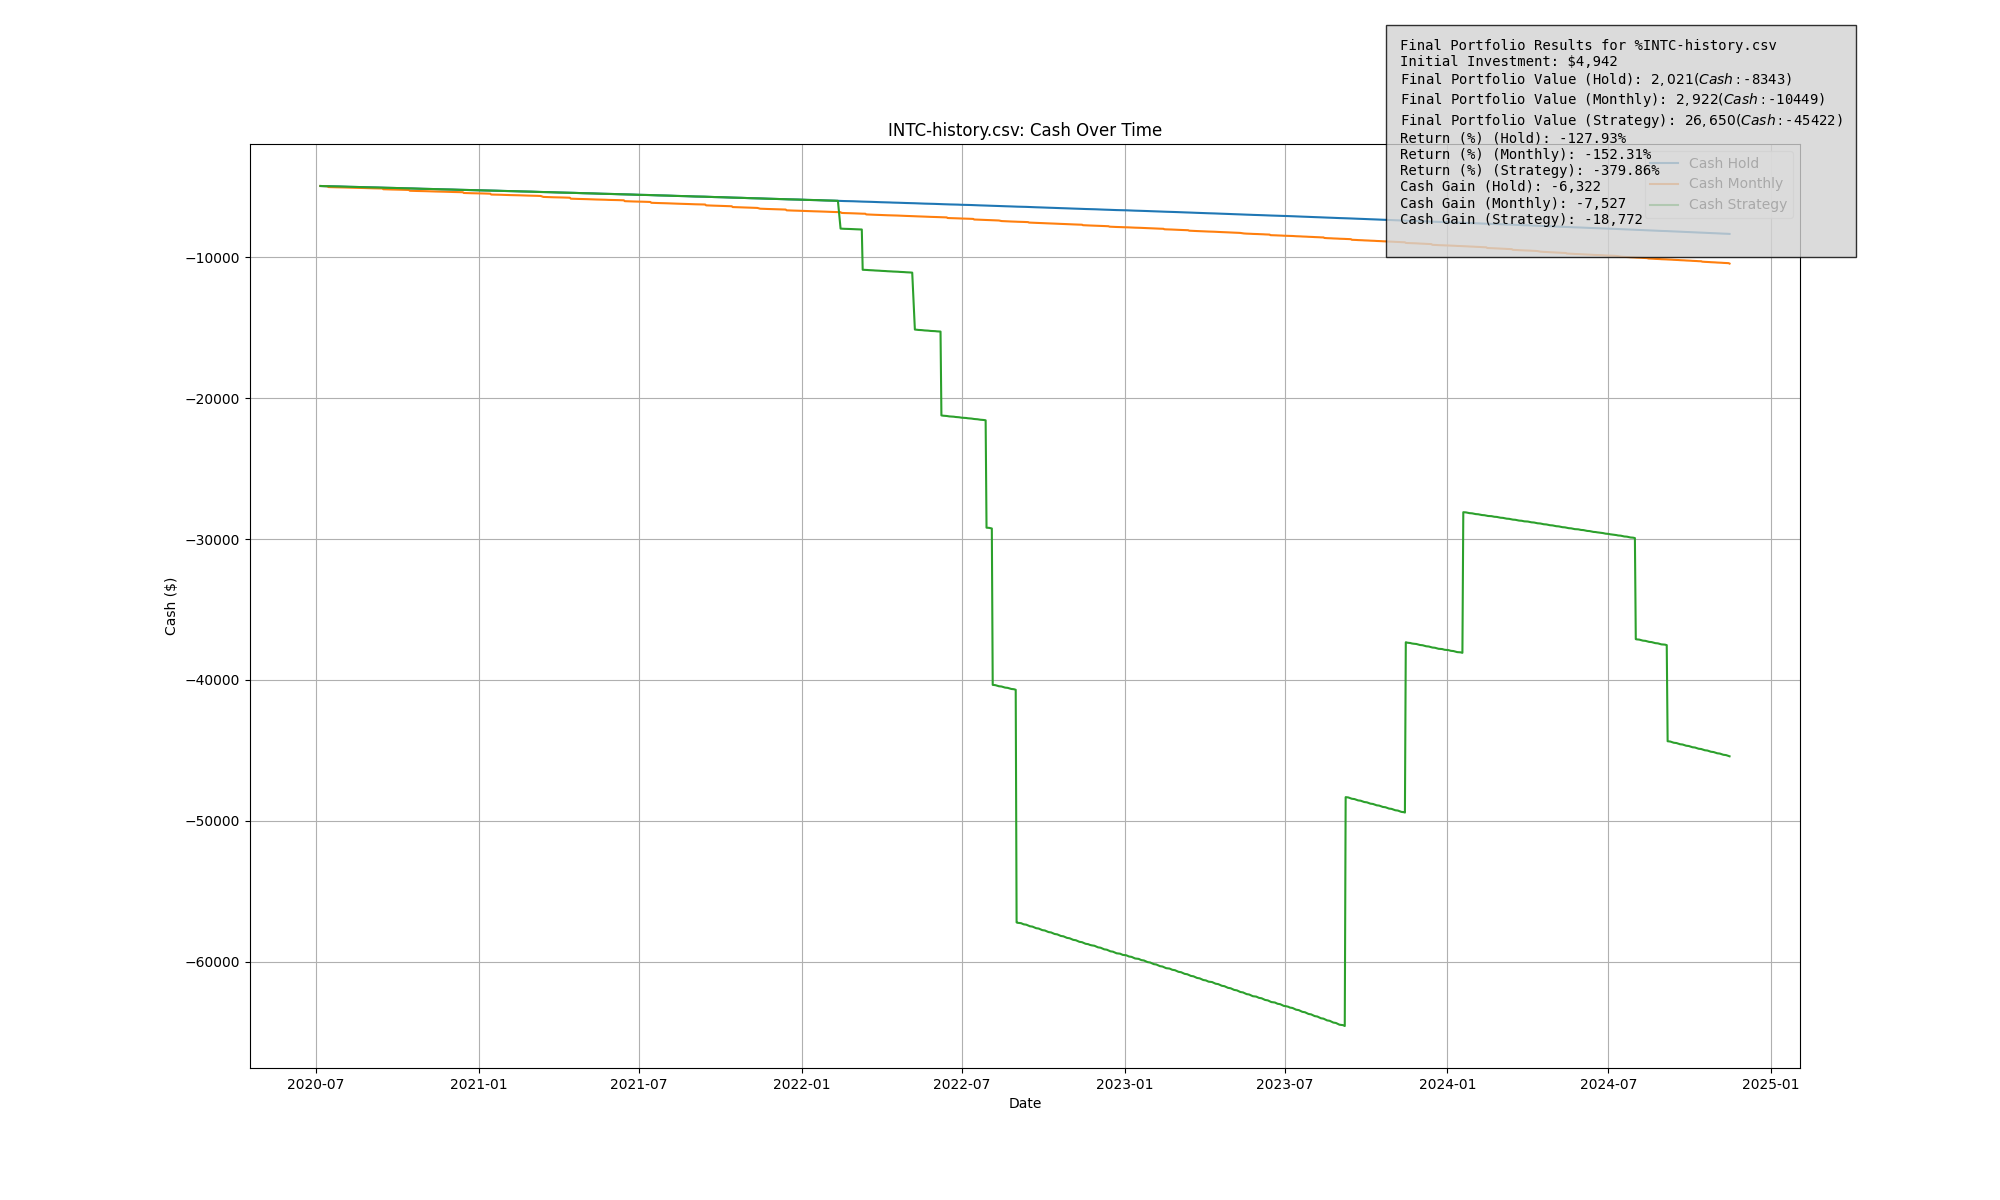 Final Portfolio Results for %INTC-history.csv
Initial Investment: $4,942
Final Portfolio Value (Hold): 2,021(Cash:-8343)
Final Portfolio Value (Monthly): 2,922(Cash:-10449)
Final Portfolio Value (Strategy): 26,650(Cash:-45422)
Return (%) (Hold): -127.93%
Return (%) (Monthly): -152.31%
Return (%) (Strategy): -379.86%
Cash Gain (Hold): -6,322
Cash Gain (Monthly): -7,527
Cash Gain (Strategy): -18,772
INTC-history.csv: Cash Over Time
Cash Hold
Cash Monthly
Cash Strategy
−10000
−20000
−30000
−40000
−50000
−60000
Cash ($)
2020-07 2021-01 2021-07 2022-01 2022-07 2023-01 2023-07 2024-01 2024-07 2025-01
Date